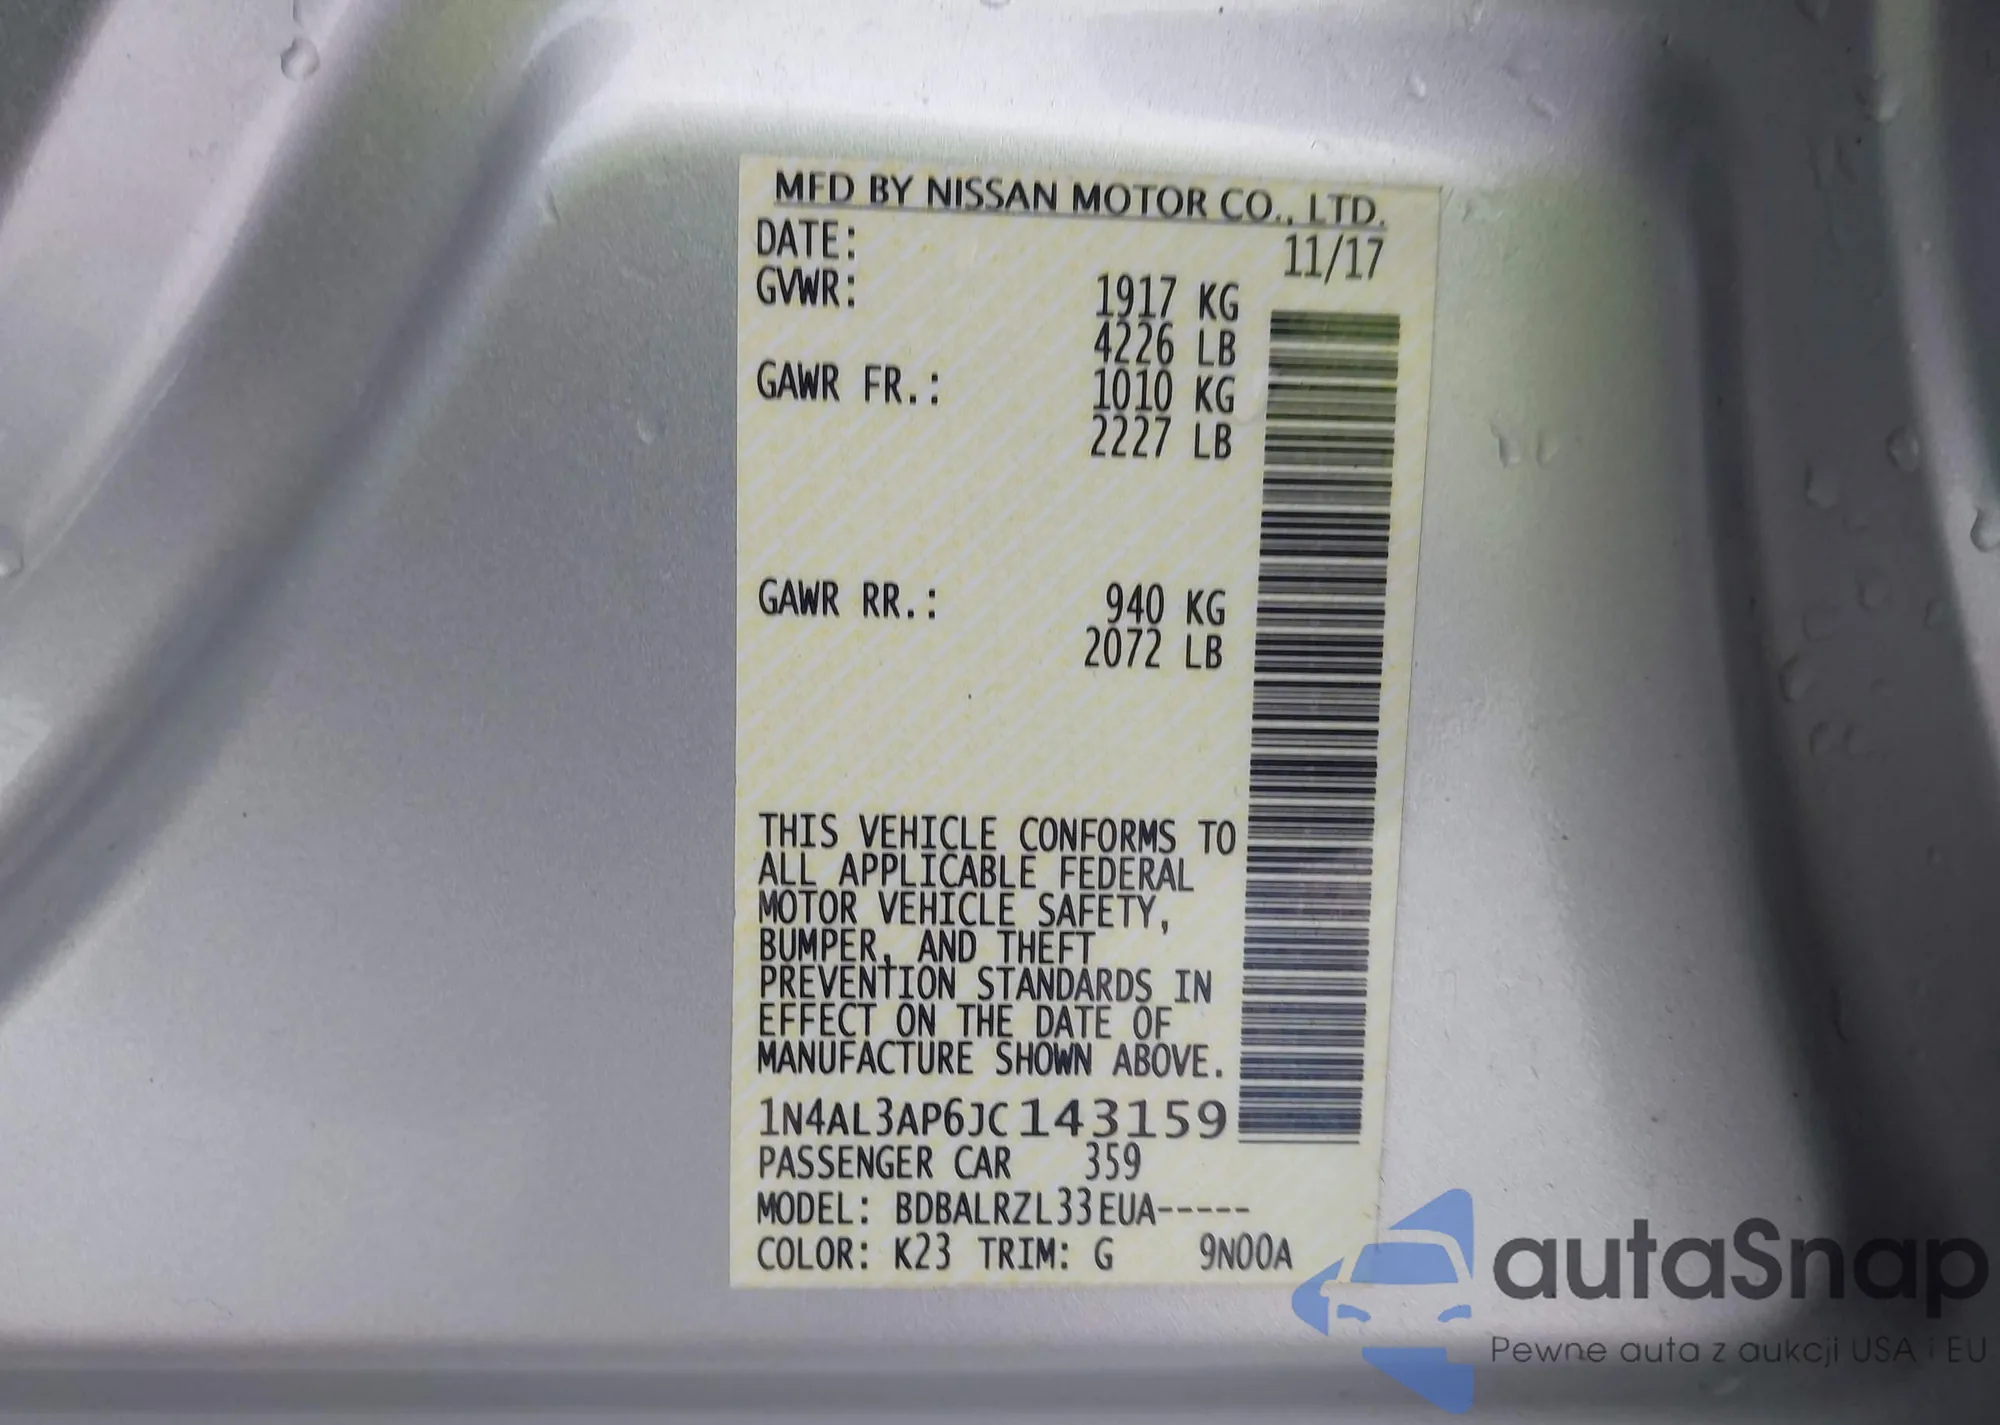 MFD BY NISSAN MOTOR CO., LTD.
DATE: 11/17
GVWR: 1917 KG
4226 LB
GAWR FR.: 1010 KG
2227 LB
GAWR RR.: 940 KG
2072 LB
THIS VEHICLE CONFORMS TO
ALL APPLICABLE FEDERAL
MOTOR VEHICLE SAFETY,
BUMPER, AND THEFT
PREVENTION STANDARDS IN
EFFECT ON THE DATE OF
MANUFACTURE SHOWN ABOVE.
1N4AL3AP6JC143159
PASSENGER CAR 359
MODEL: BDBALRZL33EUA-----
COLOR: K23 TRIM: G 9N00A
autaSnap
Pewne auta z aukcji USA i EU